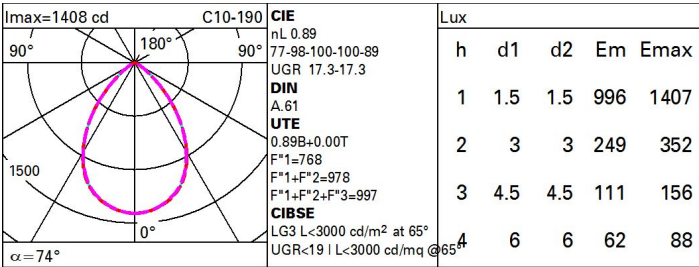 Imax=1408 cd C10-190
90° 180° 90°
1500
0°
α=74°
CIE
nL 0.89
77-98-100-100-89
UGR 17.3-17.3
DIN
A.61
UTE
0.89B+0.00T
F"1=768
F"1+F"2=978
F"1+F"2+F"3=997
CIBSE
LG3 L<3000 cd/m² at 65°
UGR<19 | L<3000 cd/mq @65°
Lux
h d1 d2 Em Emax
1 1.5 1.5 996 1407
2 3 3 249 352
3 4.5 4.5 111 156
4 6 6 62 88